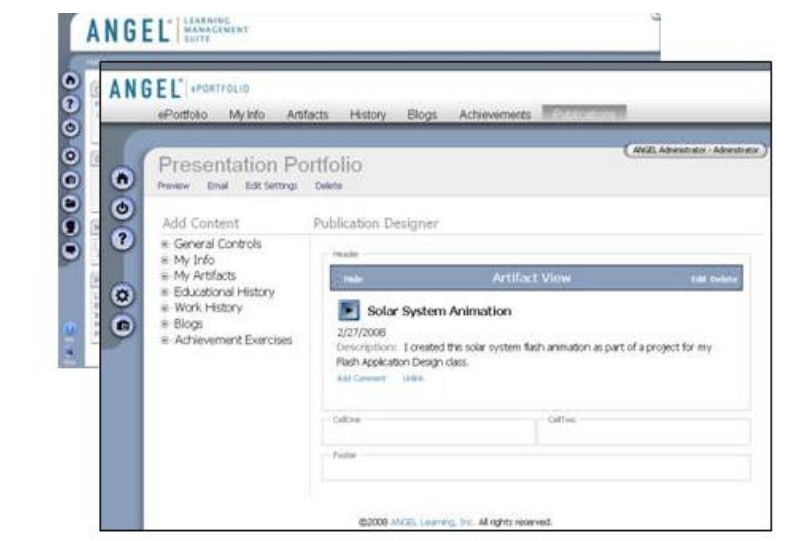 ANGEL LEARNING MANAGEMENT SUITE
ANGEL ePORTFOLIO
ePortfolio My Info Artifacts History Blogs Achievements Publications
ANGEL Administrator - Administrator
Presentation Portfolio
Preview Email Edit Settings Delete
Add Content
General Controls
My Info
My Artifacts
Educational History
Work History
Blogs
Achievement Exercises
Publication Designer
Header
Hide Artifact View Edit Delete
Solar System Animation
2/27/2008
Description: I created this solar system flash animation as part of a project for my
Flash Application Design class.
Add Comment Unlink
CellOne CellTwo
Footer
©2008 ANGEL Learning, Inc. All rights reserved.